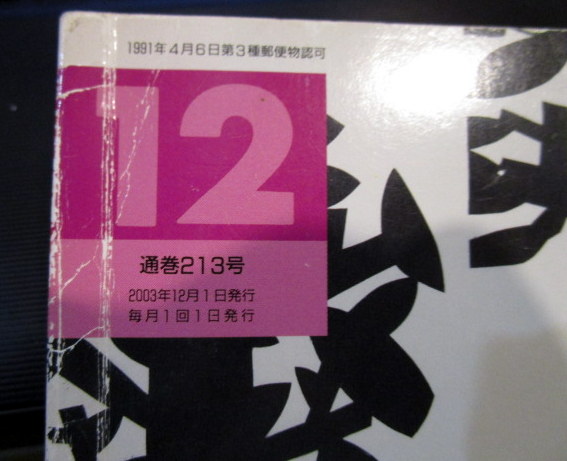 1991年4月6日第3種郵便物認可
12
通巻213号
2003年12月1日発行
毎月1回1日発行